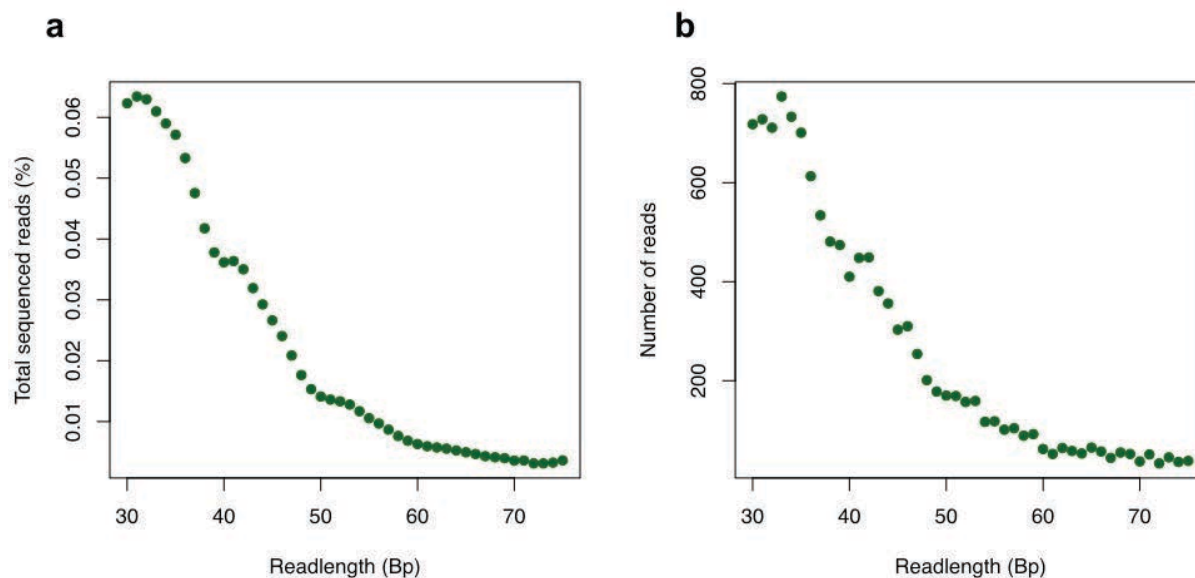 a
Total sequenced reads (%)
0.06
0.05
0.04
0.03
0.02
0.01
30 40 50 60 70
Readlength (Bp)
b
Number of reads
800
600
400
200
30 40 50 60 70
Readlength (Bp)